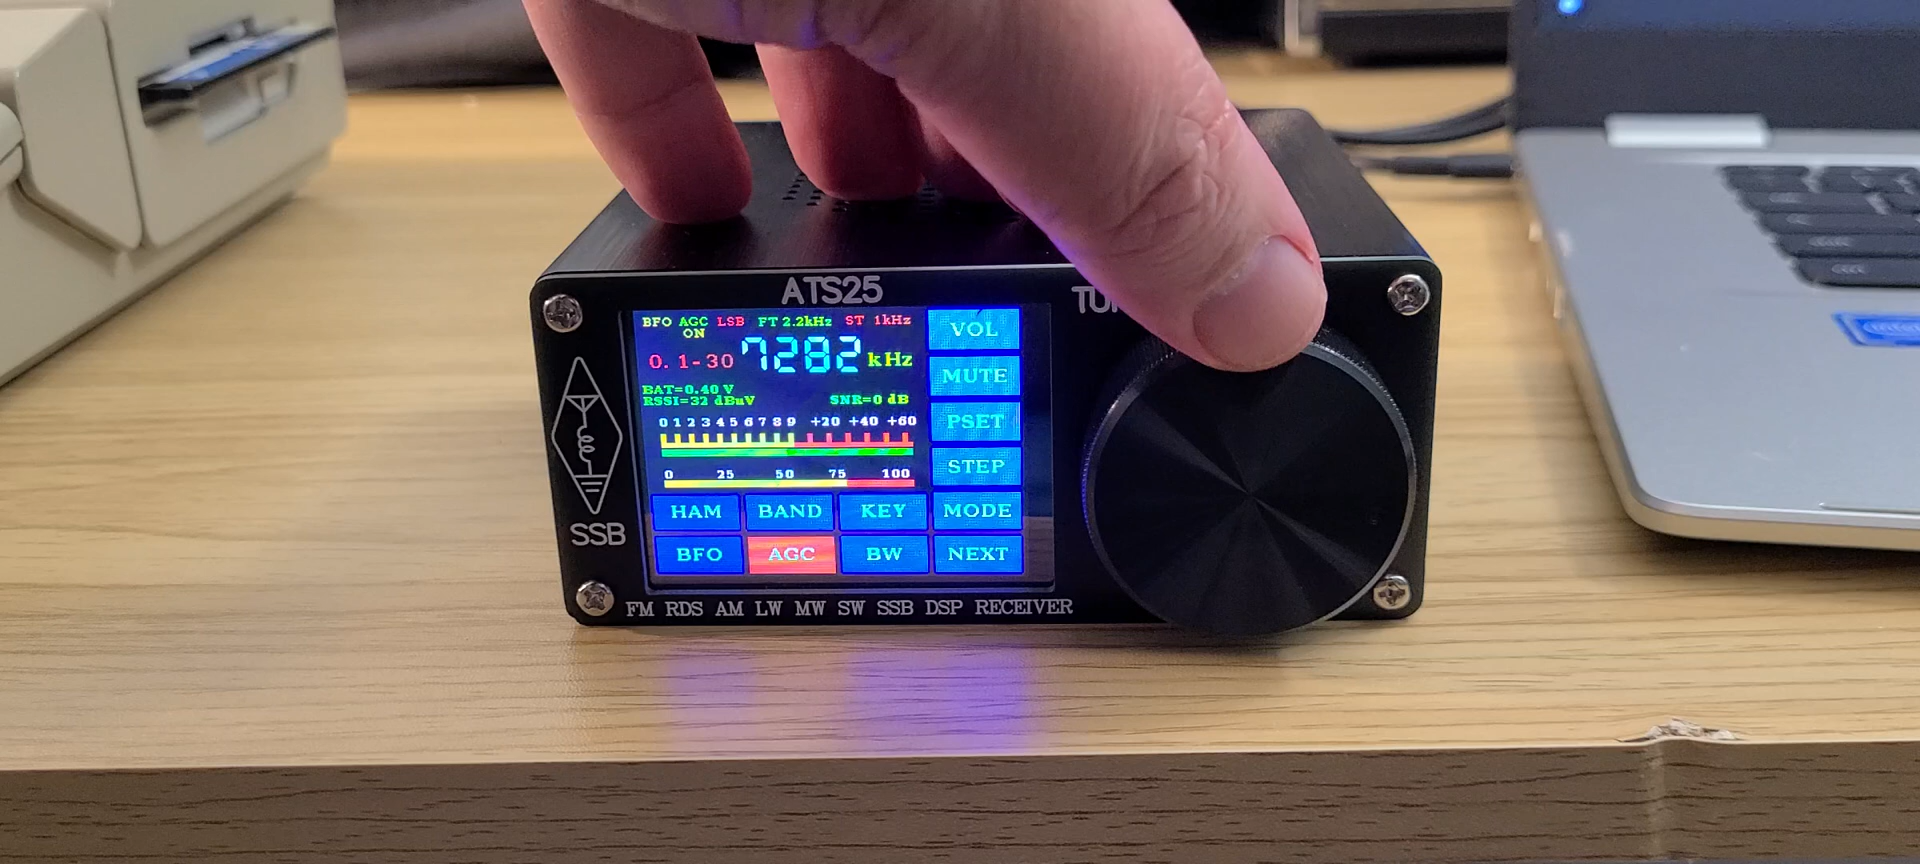 ATS25
BFO AGC LSB FT 2.2kHz ST 1kHz
ON
0.1-30 7282 kHz
BAT=0.40 V
RSSI=32 dBuV SNR=0 dB
0 1 2 3 4 5 6 7 8 9 +20 +40 +60
0 25 50 75 100
VOL
MUTE
PSET
STEP
HAM BAND KEY MODE
BFO AGC BW NEXT
SSB
FM RDS AM LW MW SW SSB DSP RECEIVER